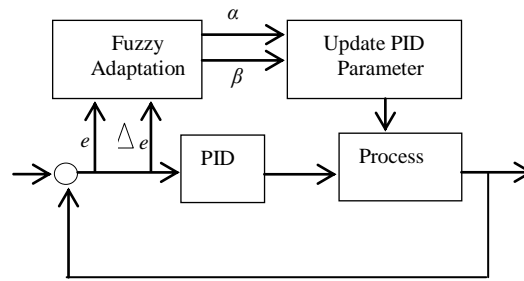 α
Fuzzy
Adaptation
β
Update PID
Parameter
e
Δ e
PID
Process